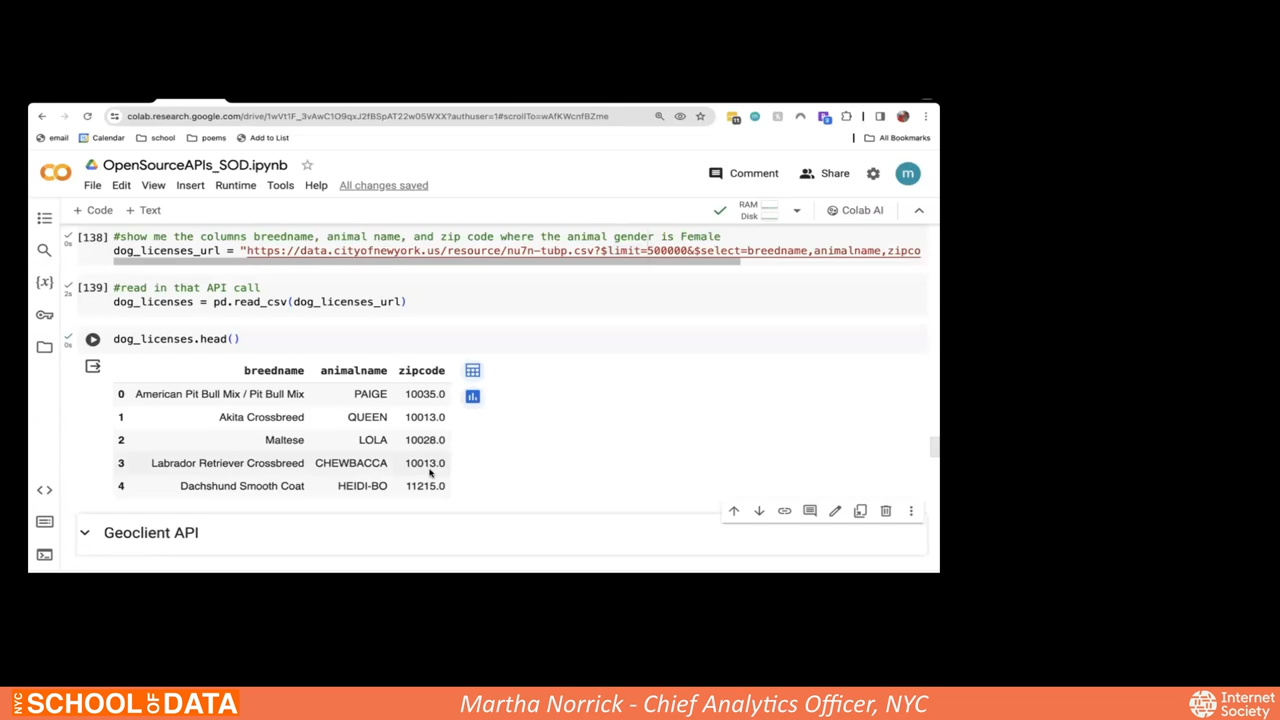 colab.research.google.com/drive/1wVt1F_3vAwC1O9qxJ2fBSpAT22w05WXX?authuser=1#scrollTo=wAfKWcnfBZme
email Calendar school poems Add to List All Bookmarks
OpenSourceAPIs_SOD.ipynb
Comment Share m
File Edit View Insert Runtime Tools Help All changes saved
+ Code + Text RAM Disk Colab AI
[138] #show me the columns breedname, animal name, and zip code where the animal gender is Female
0s dog_licenses_url = "https://data.cityofnewyork.us/resource/nu7n-tubp.csv?$limit=500000&$select=breedname,animalname,zipco
[139] #read in that API call
2s dog_licenses = pd.read_csv(dog_licenses_url)
0s dog_licenses.head()
breedname animalname zipcode
0 American Pit Bull Mix / Pit Bull Mix PAIGE 10035.0
1 Akita Crossbreed QUEEN 10013.0
2 Maltese LOLA 10028.0
3 Labrador Retriever Crossbreed CHEWBACCA 10013.0
4 Dachshund Smooth Coat HEIDI-BO 11215.0
Geoclient API
NYC SCHOOL OF DATA Martha Norrick - Chief Analytics Officer, NYC Internet Society